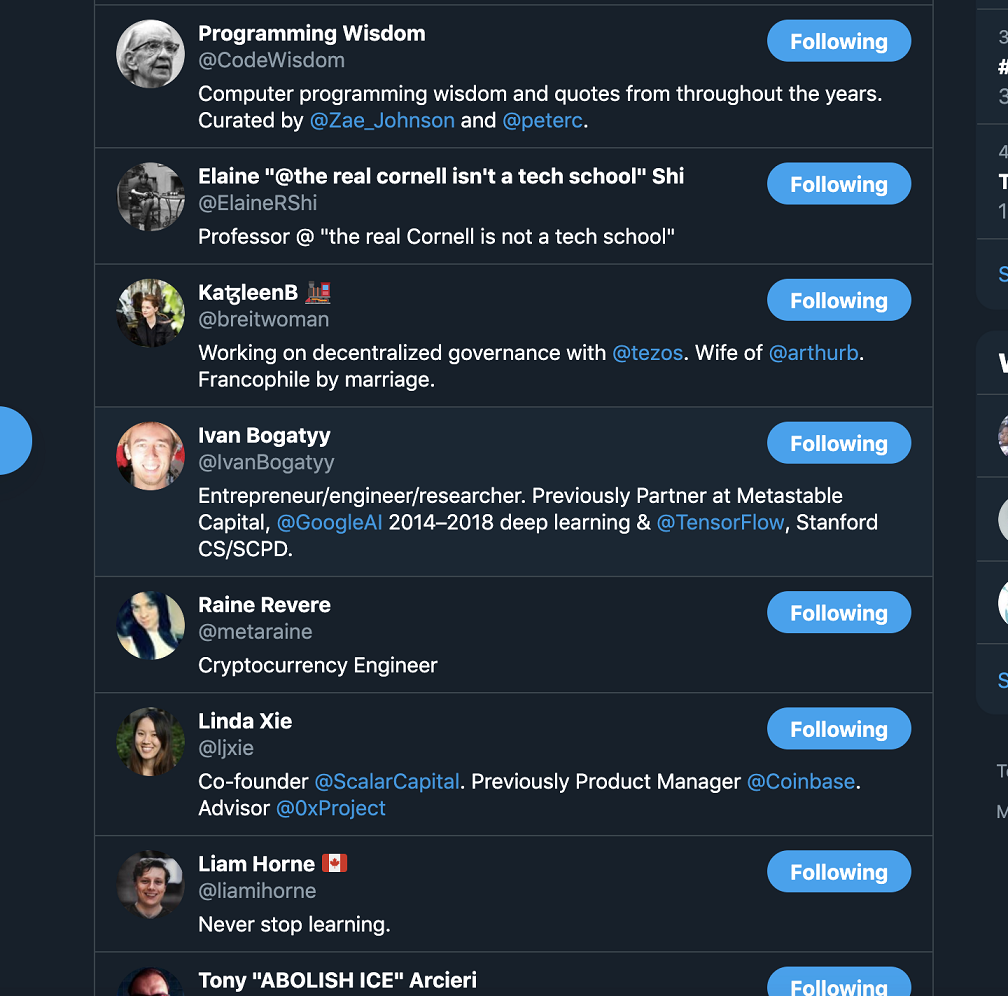 Programming Wisdom
Following
@CodeWisdom
Computer programming wisdom and quotes from throughout the years.
Curated by @Zae_Johnson and @peterc.
Elaine "@the real cornell isn't a tech school" Shi
Following
@ElaineRShi
Professor @ "the real Cornell is not a tech school"
KaꜩleenB
Following
@breitwoman
Working on decentralized governance with @tezos. Wife of @arthurb.
Francophile by marriage.
Ivan Bogatyy
Following
@IvanBogatyy
Entrepreneur/engineer/researcher. Previously Partner at Metastable
Capital, @GoogleAI 2014–2018 deep learning & @TensorFlow, Stanford
CS/SCPD.
Raine Revere
Following
@metaraine
Cryptocurrency Engineer
Linda Xie
Following
@ljxie
Co-founder @ScalarCapital. Previously Product Manager @Coinbase.
Advisor @0xProject
Liam Horne 🇨🇦
Following
@liamihorne
Never stop learning.
Tony "ABOLISH ICE" Arcieri
Following